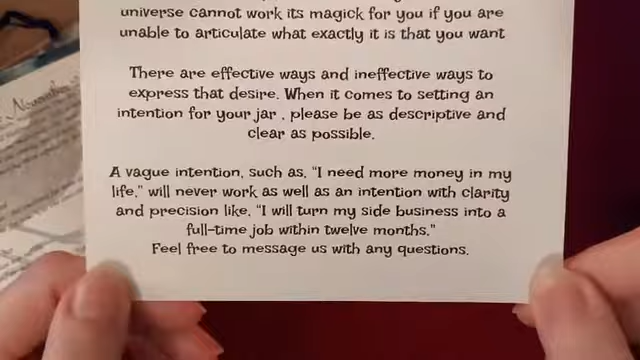 universe cannot work its magick for you if you are
unable to articulate what exactly it is that you want
There are effective ways and ineffective ways to
express that desire. When it comes to setting an
intention for your jar , please be as descriptive and
clear as possible.
A vague intention, such as, "I need more money in my
life," will never work as well as an intention with clarity
and precision like, "I will turn my side business into a
full-time job within twelve months."
Feel free to message us with any questions.